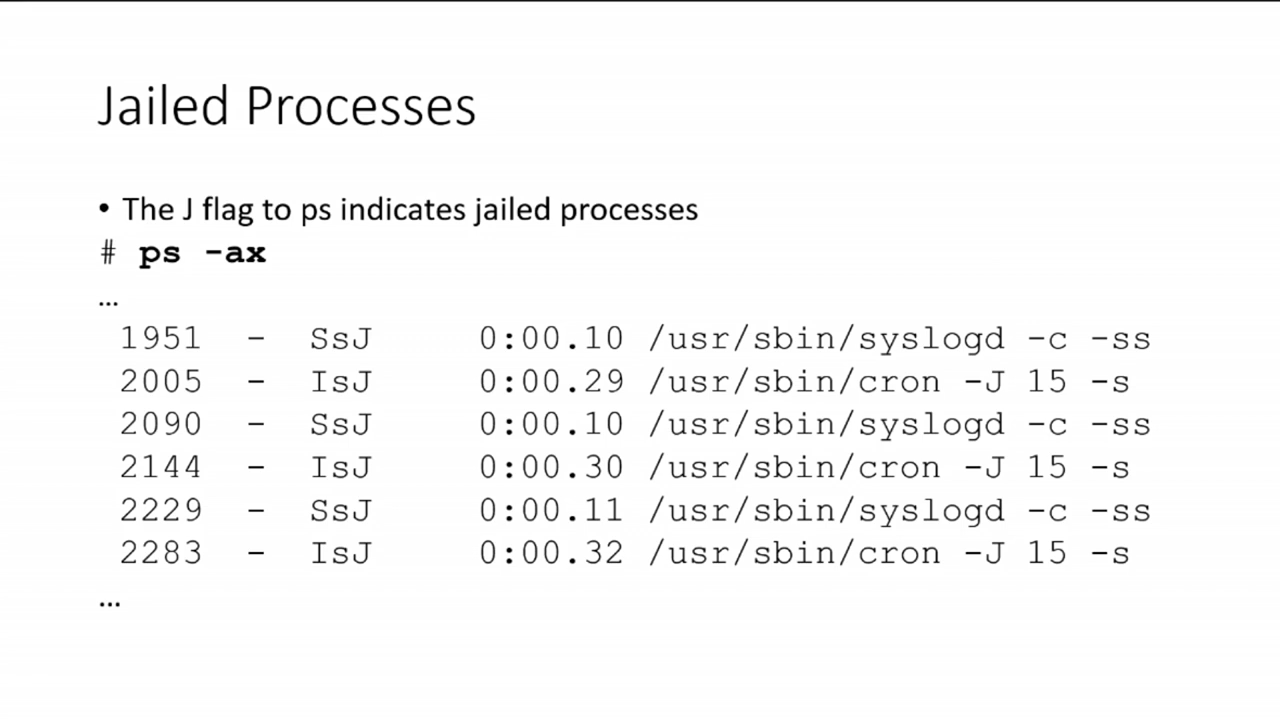 Jailed Processes
• The J flag to ps indicates jailed processes
# ps -ax
…
1951 - SsJ 0:00.10 /usr/sbin/syslogd -c -ss
2005 - IsJ 0:00.29 /usr/sbin/cron -J 15 -s
2090 - SsJ 0:00.10 /usr/sbin/syslogd -c -ss
2144 - IsJ 0:00.30 /usr/sbin/cron -J 15 -s
2229 - SsJ 0:00.11 /usr/sbin/syslogd -c -ss
2283 - IsJ 0:00.32 /usr/sbin/cron -J 15 -s
…